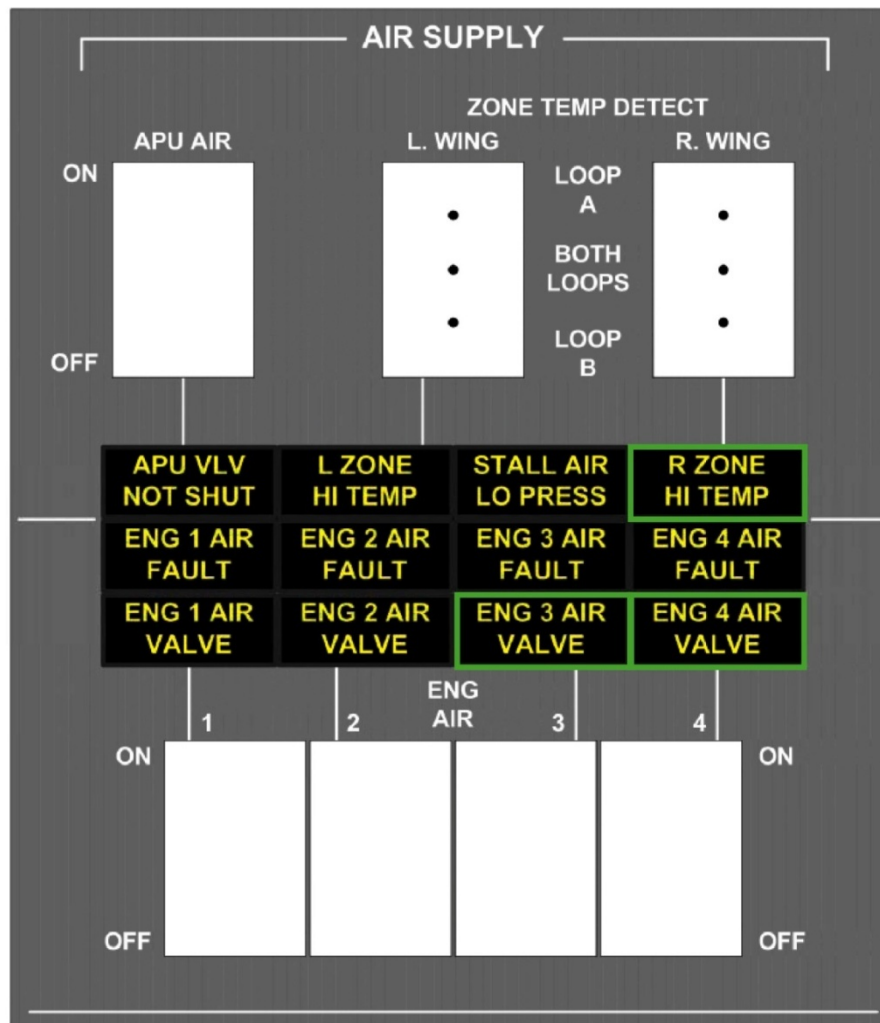 AIR SUPPLY
ZONE TEMP DETECT
APU AIR
L. WING
R. WING
ON
OFF
LOOP
A
BOTH
LOOPS
LOOP
B
APU VLV
NOT SHUT
L ZONE
HI TEMP
STALL AIR
LO PRESS
R ZONE
HI TEMP
ENG 1 AIR
FAULT
ENG 2 AIR
FAULT
ENG 3 AIR
FAULT
ENG 4 AIR
FAULT
ENG 1 AIR
VALVE
ENG 2 AIR
VALVE
ENG 3 AIR
VALVE
ENG 4 AIR
VALVE
ENG
AIR
1
2
3
4
ON
ON
OFF
OFF